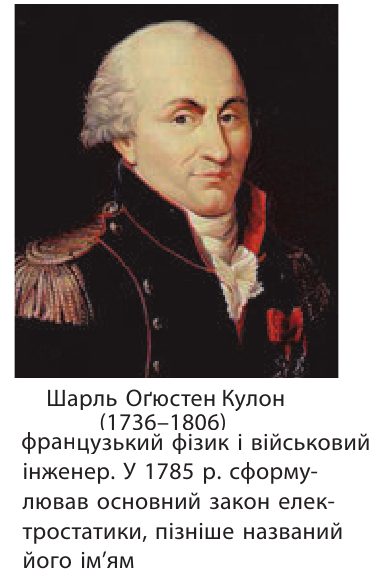 Шарль Оґюстен Кулон
(1736–1806)
французький фізик і військовий
інженер. У 1785 р. сформу-
лював основний закон елек-
тростатики, пізніше названий
його ім’ям